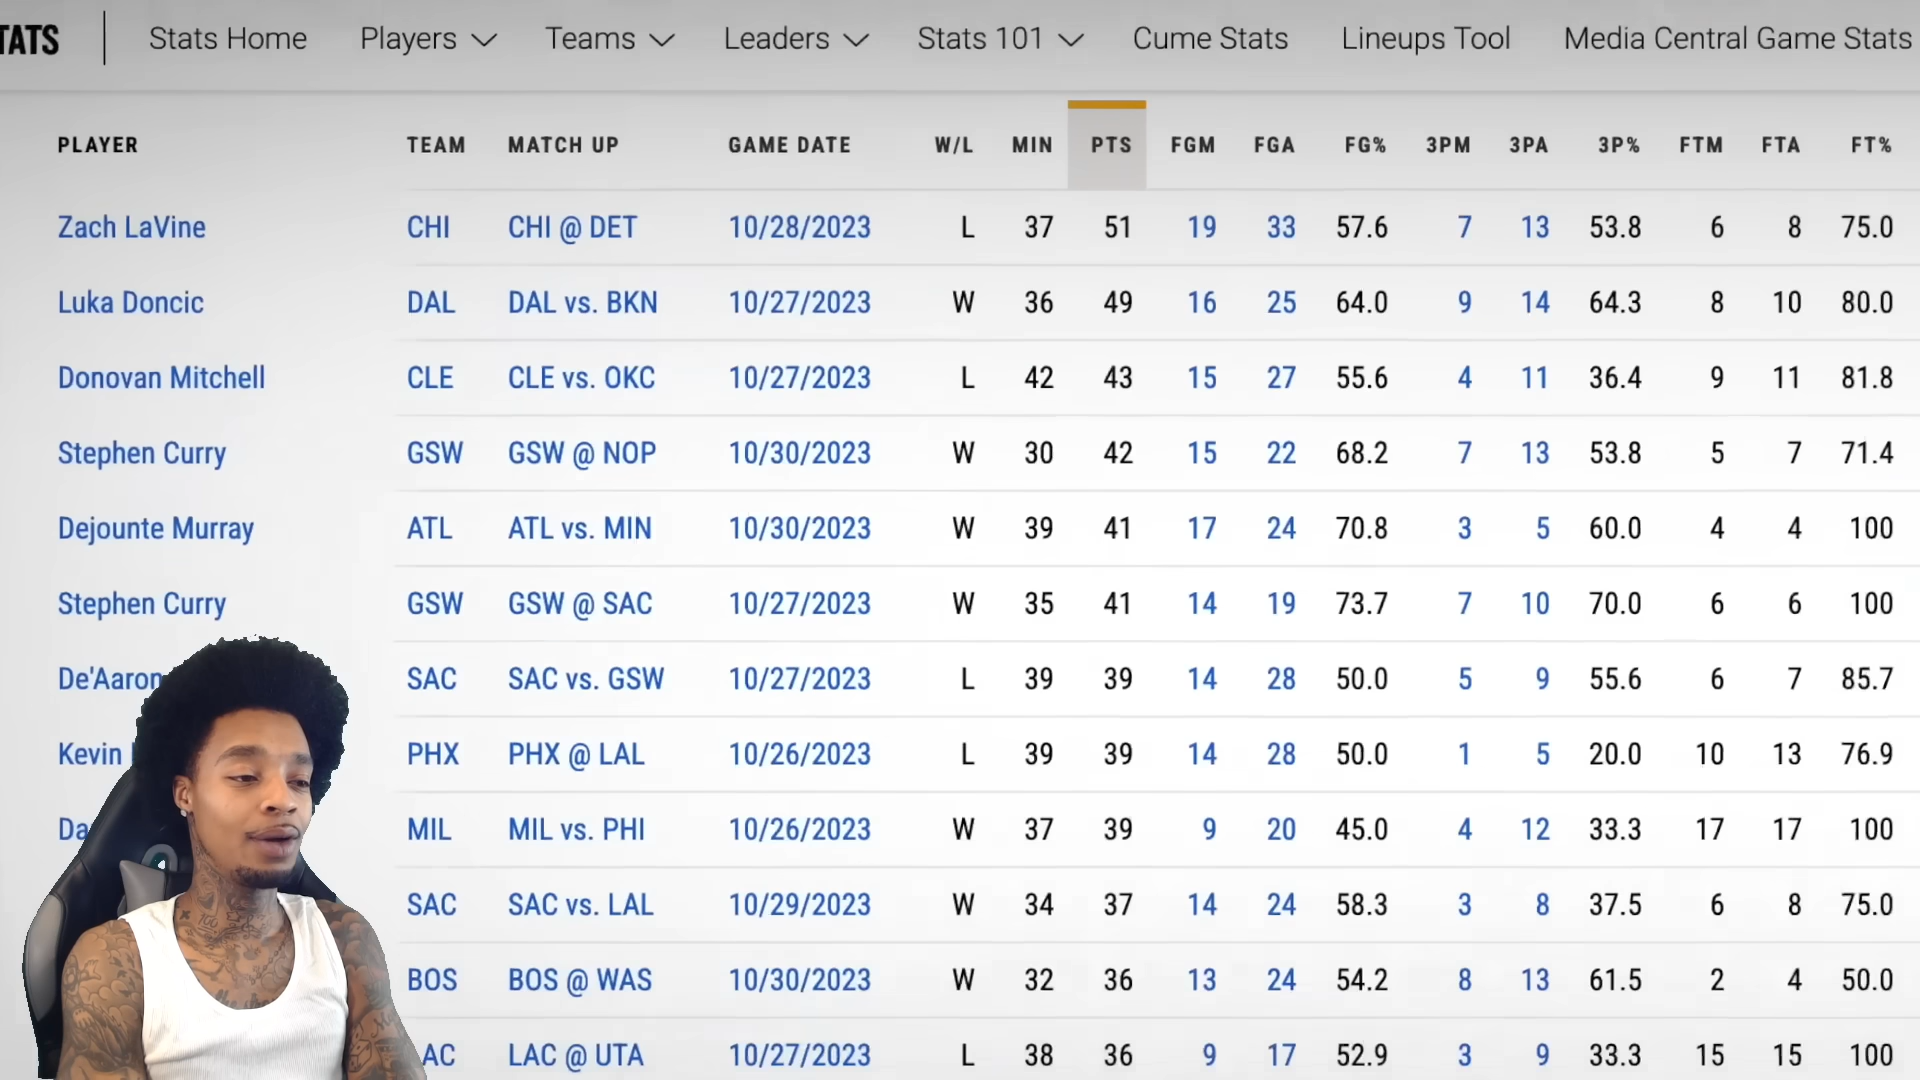 TATS Stats Home Players Teams Leaders Stats 101 Cume Stats Lineups Tool Media Central Game Stats
PLAYER TEAM MATCH UP GAME DATE W/L MIN PTS FGM FGA FG% 3PM 3PA 3P% FTM FTA FT%
Zach LaVine CHI CHI @ DET 10/28/2023 L 37 51 19 33 57.6 7 13 53.8 6 8 75.0
Luka Doncic DAL DAL vs. BKN 10/27/2023 W 36 49 16 25 64.0 9 14 64.3 8 10 80.0
Donovan Mitchell CLE CLE vs. OKC 10/27/2023 L 42 43 15 27 55.6 4 11 36.4 9 11 81.8
Stephen Curry GSW GSW @ NOP 10/30/2023 W 30 42 15 22 68.2 7 13 53.8 5 7 71.4
Dejounte Murray ATL ATL vs. MIN 10/30/2023 W 39 41 17 24 70.8 3 5 60.0 4 4 100
Stephen Curry GSW GSW @ SAC 10/27/2023 W 35 41 14 19 73.7 7 10 70.0 6 6 100
De'Aaron SAC SAC vs. GSW 10/27/2023 L 39 39 14 28 50.0 5 9 55.6 6 7 85.7
Kevin PHX PHX @ LAL 10/26/2023 L 39 39 14 28 50.0 1 5 20.0 10 13 76.9
Da MIL MIL vs. PHI 10/26/2023 W 37 39 9 20 45.0 4 12 33.3 17 17 100
SAC SAC vs. LAL 10/29/2023 W 34 37 14 24 58.3 3 8 37.5 6 8 75.0
BOS BOS @ WAS 10/30/2023 W 32 36 13 24 54.2 8 13 61.5 2 4 50.0
AC LAC @ UTA 10/27/2023 L 38 36 9 17 52.9 3 9 33.3 15 15 100